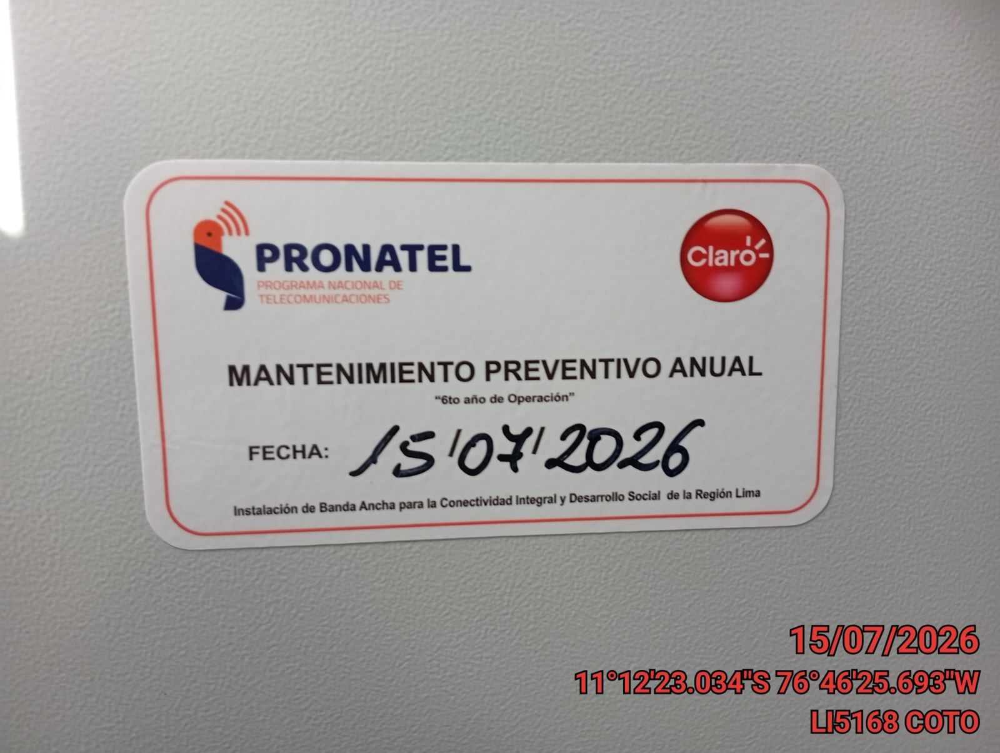 PRONATEL
PROGRAMA NACIONAL DE
TELECOMUNICACIONES
Claro
MANTENIMIENTO PREVENTIVO ANUAL
“6to año de Operación”
FECHA: 15/07/2026
Instalación de Banda Ancha para la Conectividad Integral y Desarrollo Social de la Región Lima
15/07/2026
11°12'23.034"S 76°46'25.693"W
LI5168 COTO